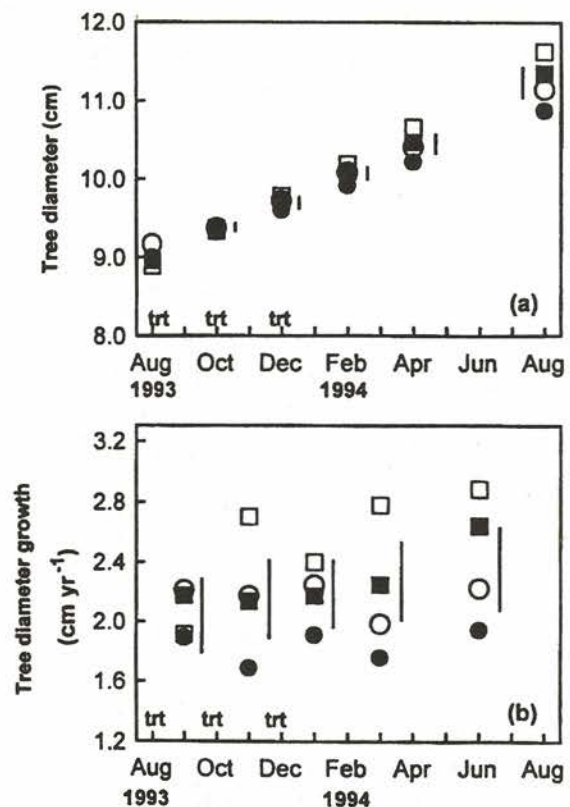 12.0
11.0
10.0
9.0
8.0
Tree diameter (cm)
trt trt trt
(a)
Aug Oct Dec Feb Apr Jun Aug
1993 1994
3.2
2.8
2.4
2.0
1.6
1.2
Tree diameter growth
(cm yr⁻¹)
trt trt trt
(b)
Aug Oct Dec Feb Apr Jun Aug
1993 1994